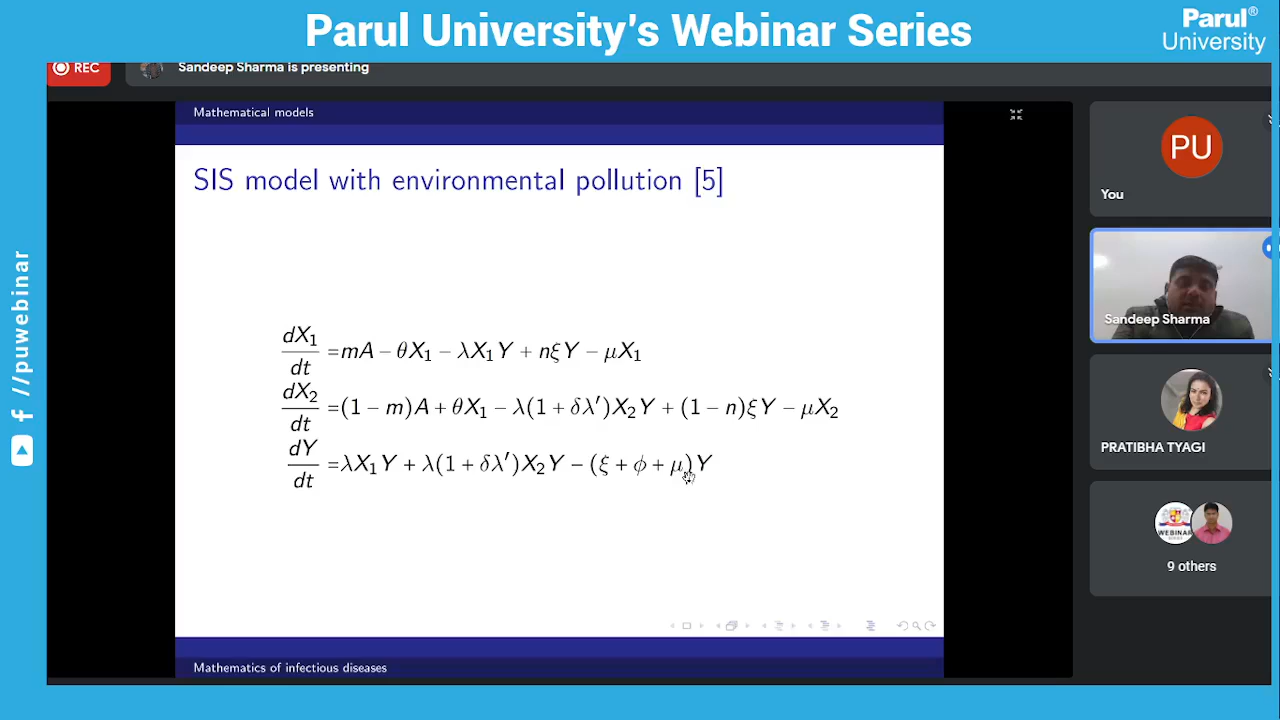 Parul University's Webinar Series
Parul® University
REC
Sandeep Sharma is presenting
Mathematical models
SIS model with environmental pollution [5]
dX₁/dt = mA − θX₁ − λX₁Y + nξY − μX₁
dX₂/dt = (1 − m)A + θX₁ − λ(1 + δλ′)X₂Y + (1 − n)ξY − μX₂
dY/dt = λX₁Y + λ(1 + δλ′)X₂Y − (ξ + ϕ + μ)Y
Mathematics of infectious diseases
PU
You
Sandeep Sharma
PRATIBHA TYAGI
WEBINAR
9 others
f //puwebinar